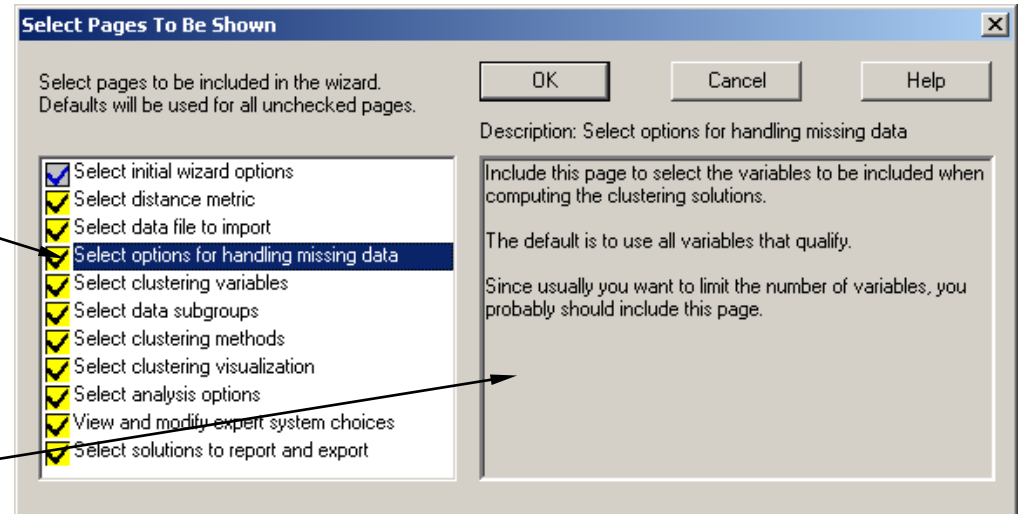 Select Pages To Be Shown
Select pages to be included in the wizard.
Defaults will be used for all unchecked pages.
OK
Cancel
Help
Description: Select options for handling missing data
Select initial wizard options
Select distance metric
Select data file to import
Select options for handling missing data
Select clustering variables
Select data subgroups
Select clustering methods
Select clustering visualization
Select analysis options
View and modify expert system choices
Select solutions to report and export
Include this page to select the variables to be included when
computing the clustering solutions.
The default is to use all variables that qualify.
Since usually you want to limit the number of variables, you
probably should include this page.